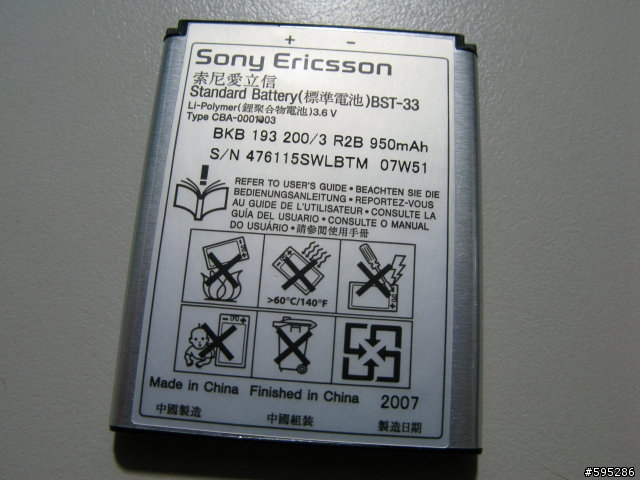 + −
Sony Ericsson
索尼愛立信
Standard Battery(標準電池)BST-33
Li-Polymer(鋰聚合物電池)3.6 V
Type CBA-0001003
BKB 193 200/3 R2B 950mAh
S/N 476115SWLBTM 07W51
REFER TO USER'S GUIDE • BEACHTEN SIE DIE
BEDIENUNGSANLEITUNG • REPORTEZ-VOUS
AU GUIDE DE L'UTILISATEUR • CONSULTE LA
GUÍA DEL USUARIO • CONSULTE O MANUAL
DO USUÁRIO • 請參閱使用手冊
>60°C/140°F
Made in China Finished in China 2007
中國製造 中國組裝 製造日期
#595286